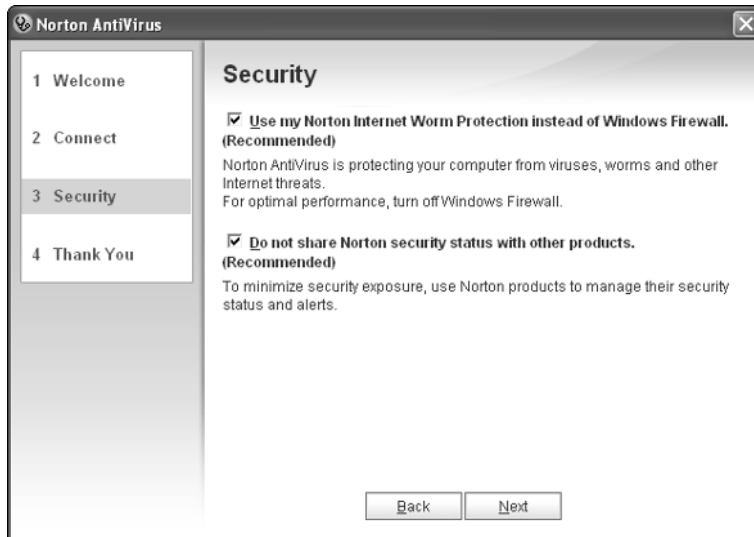 Norton AntiVirus
1 Welcome
2 Connect
3 Security
4 Thank You
Security
Use my Norton Internet Worm Protection instead of Windows Firewall.
(Recommended)
Norton AntiVirus is protecting your computer from viruses, worms and other
Internet threats.
For optimal performance, turn off Windows Firewall.
Do not share Norton security status with other products.
(Recommended)
To minimize security exposure, use Norton products to manage their security
status and alerts.
Back Next